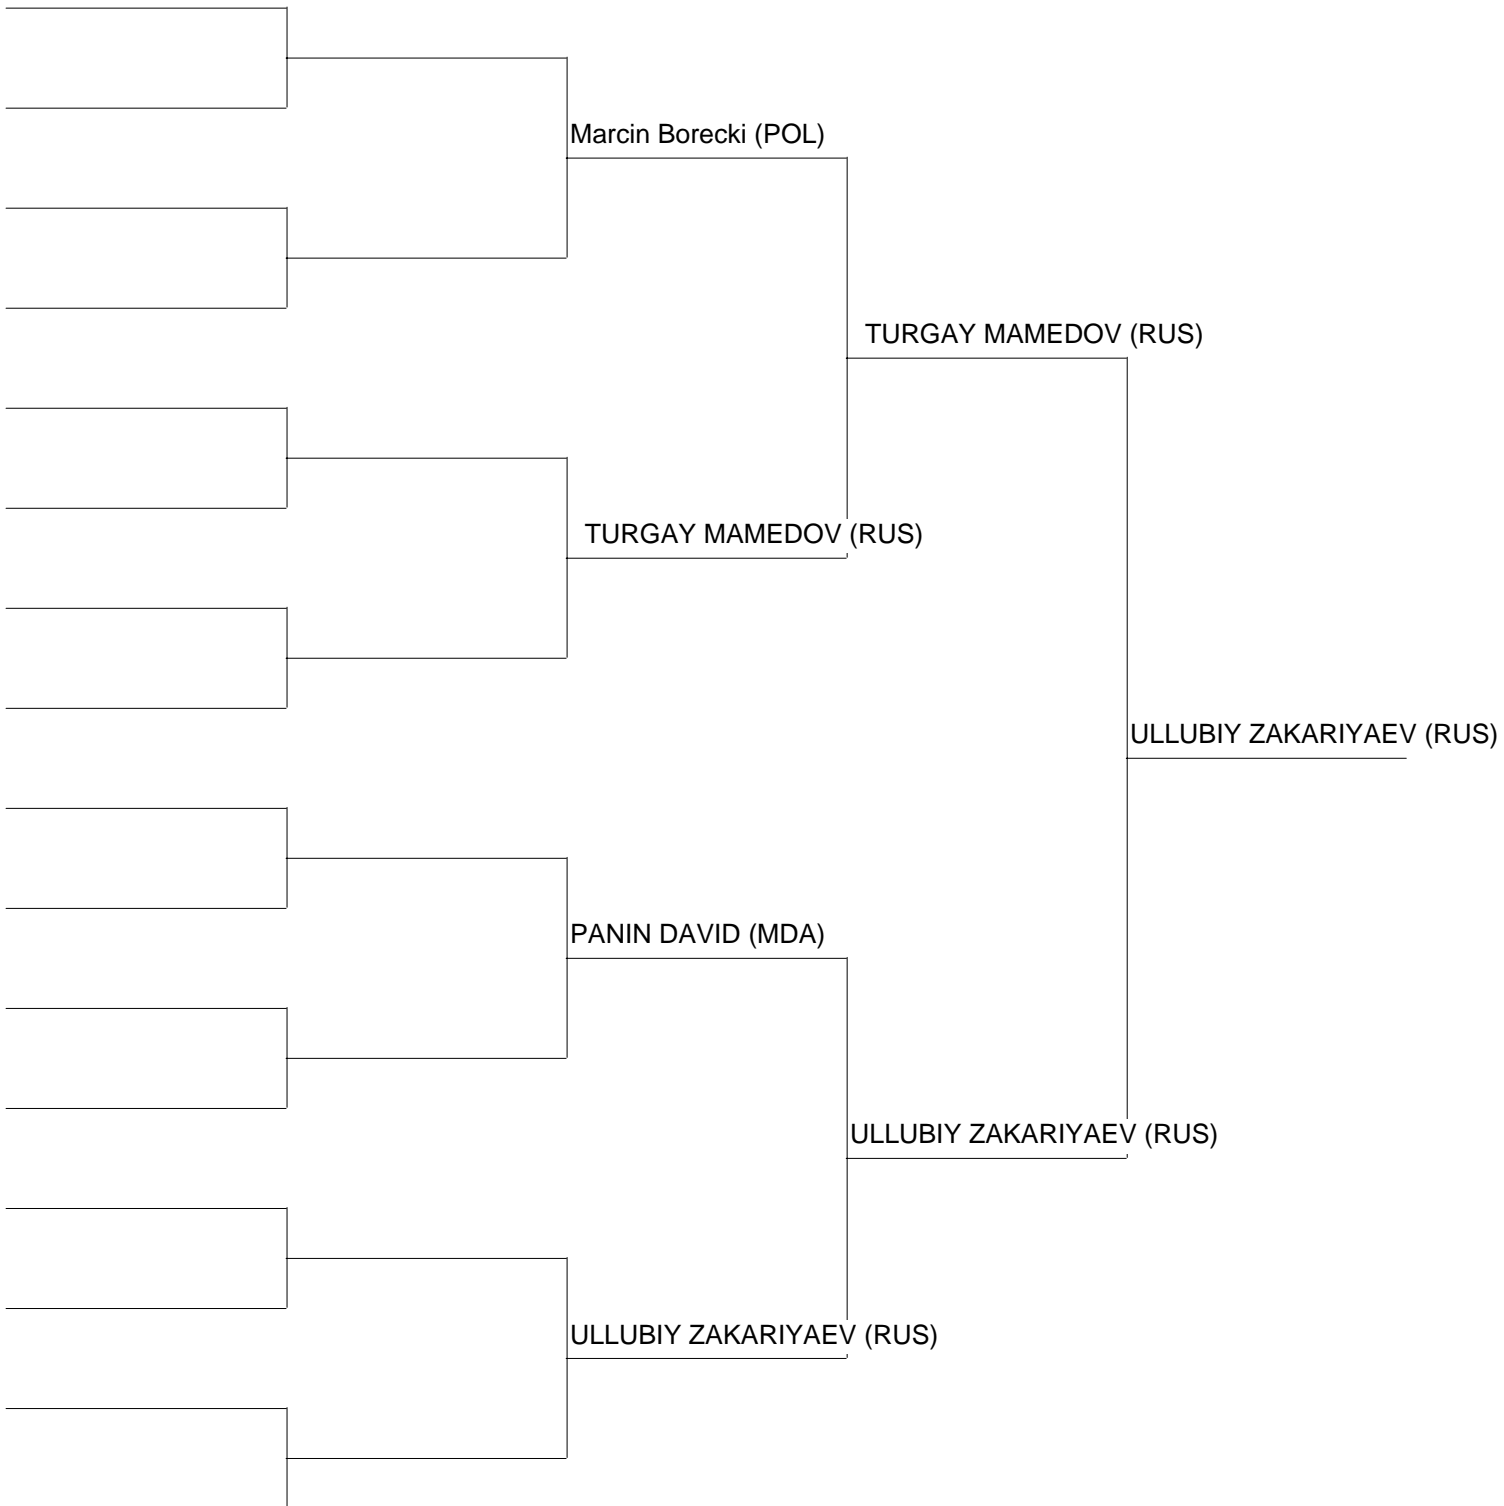 Marcin Borecki (POL)
TURGAY MAMEDOV (RUS)
TURGAY MAMEDOV (RUS)
ULLUBIY ZAKARIYAEV (RUS)
PANIN DAVID (MDA)
ULLUBIY ZAKARIYAEV (RUS)
ULLUBIY ZAKARIYAEV (RUS)